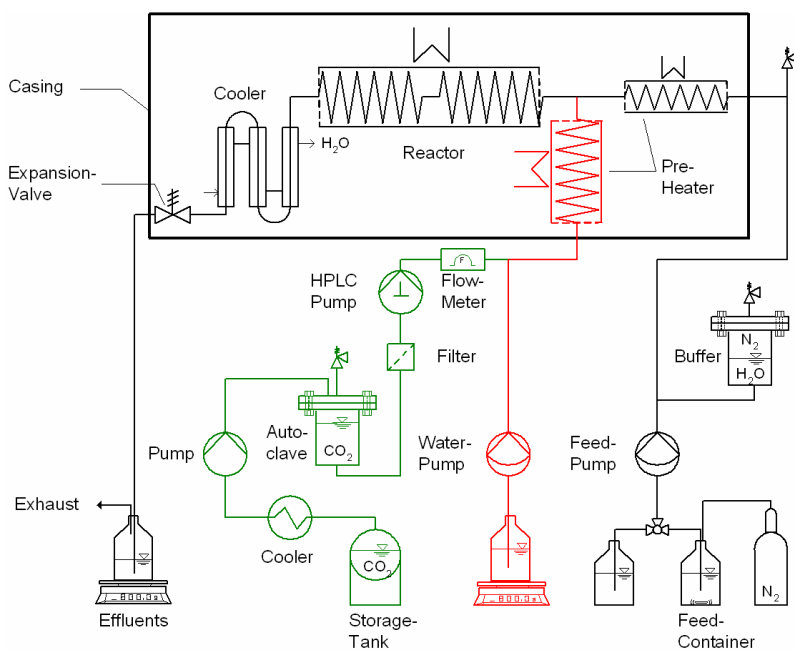 Casing
Cooler
H₂O
Reactor
Pre-
Heater
Expansion-
Valve
HPLC
Pump
F
Flow-
Meter
Filter
Buffer
N₂
H₂O
Pump
Auto-
clave
CO₂
Water-
Pump
Feed-
Pump
Exhaust
Cooler
CO₂
N₂
Effluents
Storage-
Tank
Feed-
Container